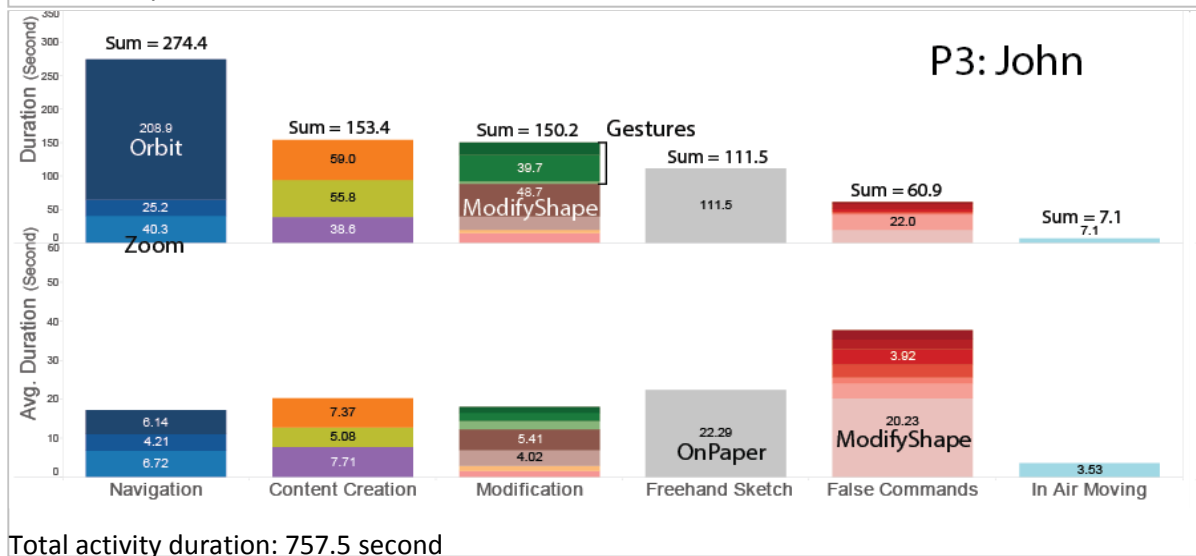 350
Sum = 274.4
P3: John
300
250
200
150
100
50
0
Duration (Second)
208.9
Orbit
25.2
40.3
Zoom
Sum = 153.4
59.0
55.8
38.6
Sum = 150.2
Gestures
39.7
48.7
ModifyShape
Sum = 111.5
111.5
Sum = 60.9
22.0
Sum = 7.1
7.1
60
50
40
30
20
10
0
Avg. Duration (Second)
6.14
4.21
6.72
7.37
5.08
7.71
5.41
4.02
22.29
OnPaper
3.92
20.23
ModifyShape
3.53
Navigation
Content Creation
Modification
Freehand Sketch
False Commands
In Air Moving
Total activity duration: 757.5 second